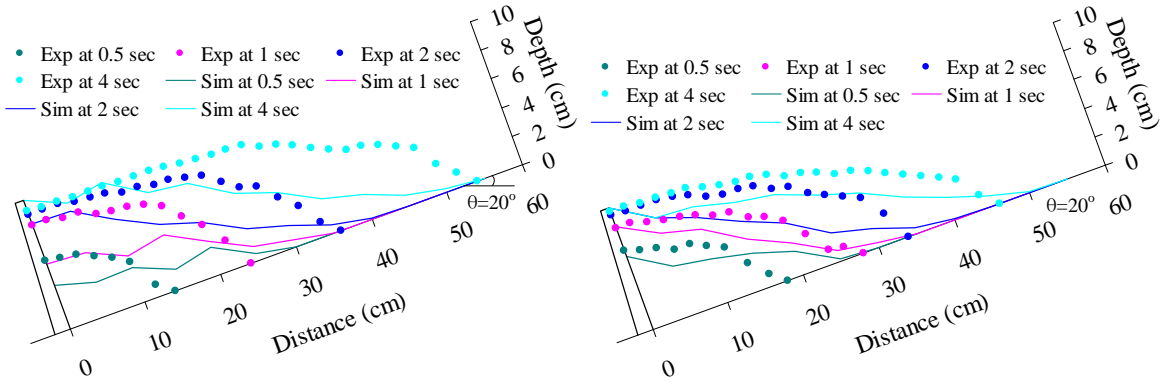 Exp at 0.5 sec Exp at 1 sec Exp at 2 sec
Exp at 4 sec Sim at 0.5 sec Sim at 1 sec
Sim at 2 sec Sim at 4 sec
10
8
6
4
2
0
Depth (cm)
θ=20°
0
10
20
30
40
50
60
Distance (cm)
Exp at 0.5 sec Exp at 1 sec Exp at 2 sec
Exp at 4 sec Sim at 0.5 sec Sim at 1 sec
Sim at 2 sec Sim at 4 sec
10
8
6
4
2
0
Depth (cm)
θ=20°
0
10
20
30
40
50
60
Distance (cm)